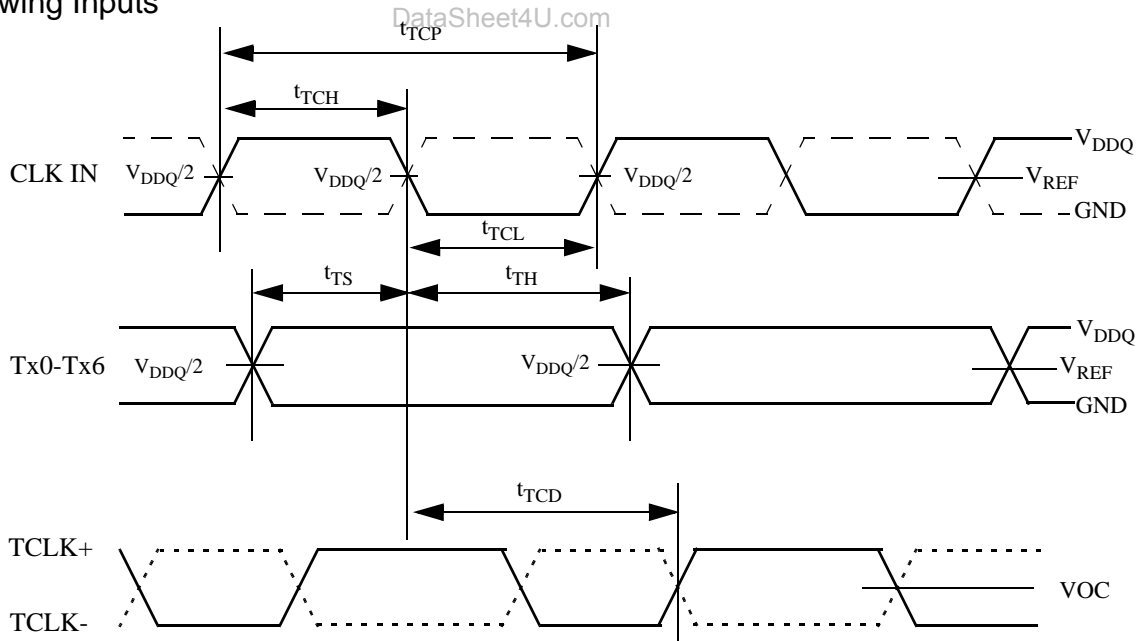 wing Inputs
DataSheet4U.com
tTCP
tTCH
CLK IN VDDQ/2 VDDQ/2 VDDQ/2 VDDQ
VREF
GND
tTCL
tTS tTH
Tx0-Tx6 VDDQ/2 VDDQ/2 VDDQ
VREF
GND
tTCD
TCLK+
VOC
TCLK-